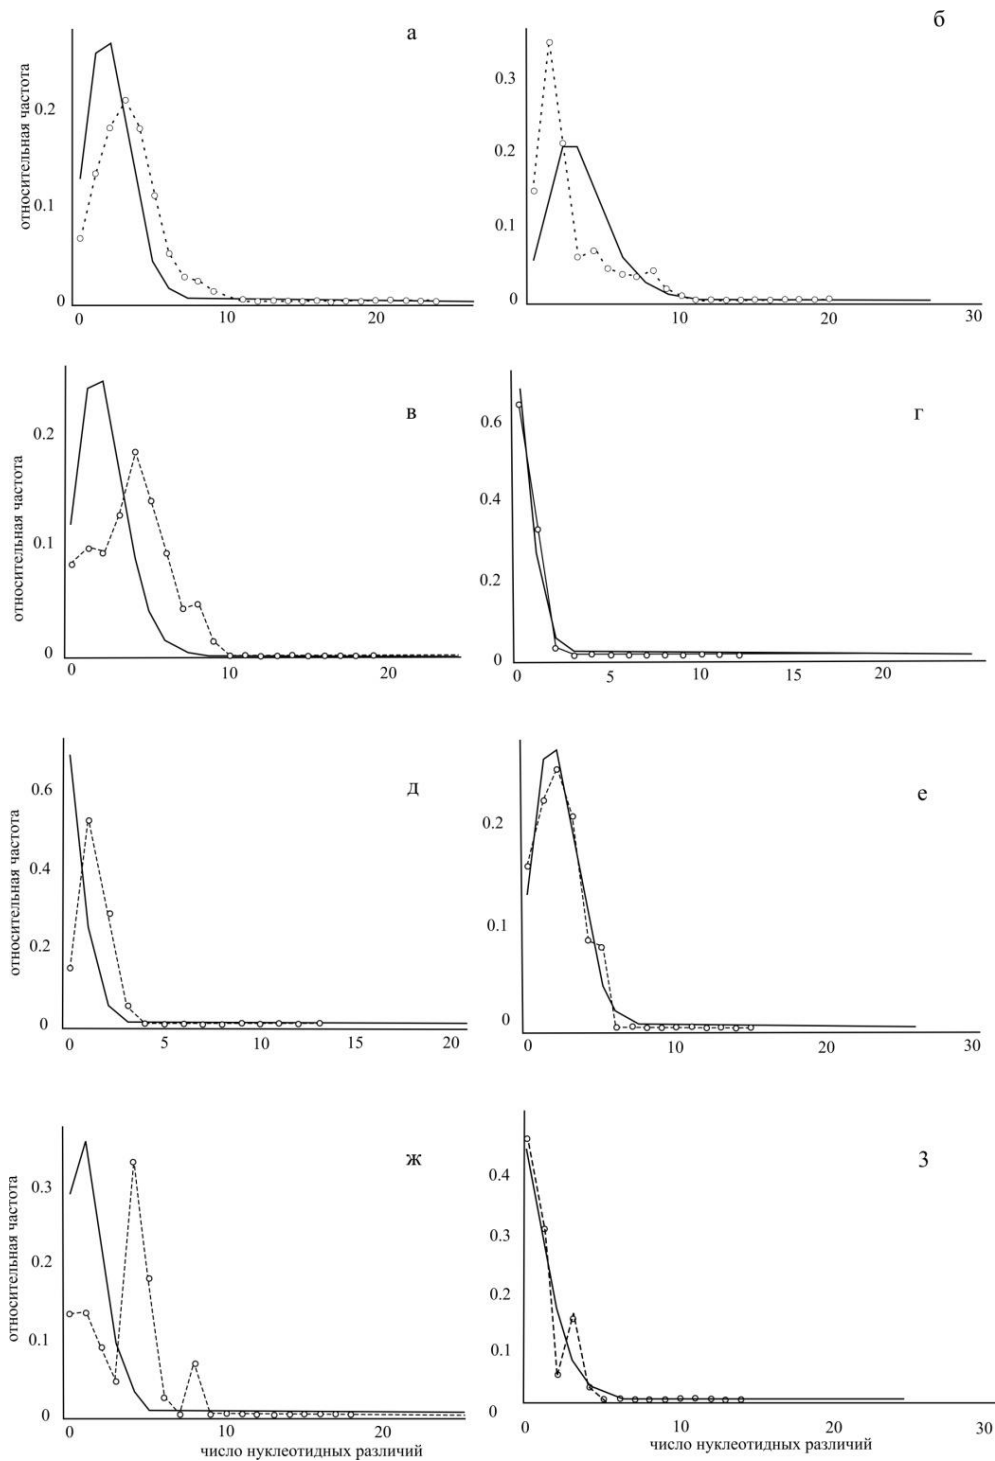 а
относительная частота
0.2
0.1
0
0 10 20
б
0.3
0.2
0.1
0
0 10 20 30
в
относительная частота
0.2
0.1
0
0 10 20
г
0.6
0.4
0.2
0
0 5 10 15 20
д
относительная частота
0.6
0.4
0.2
0
0 5 10 15 20
е
0.2
0.1
0
0 10 20 30
ж
относительная частота
0.3
0.2
0.1
0
0 10 20
число нуклеотидных различий
з
0.4
0.3
0.2
0.1
0
0 10 20 30
число нуклеотидных различий